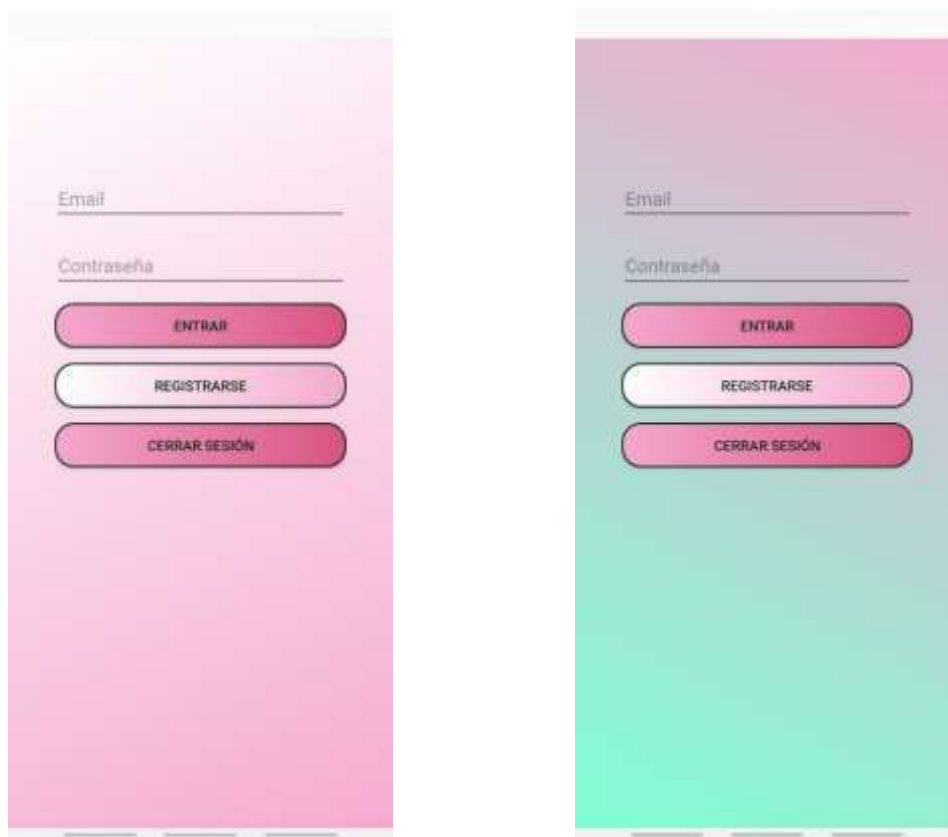 Email
Contraseña
ENTRAR
REGISTRARSE
CERRAR SESIÓN
Email
Contraseña
ENTRAR
REGISTRARSE
CERRAR SESIÓN